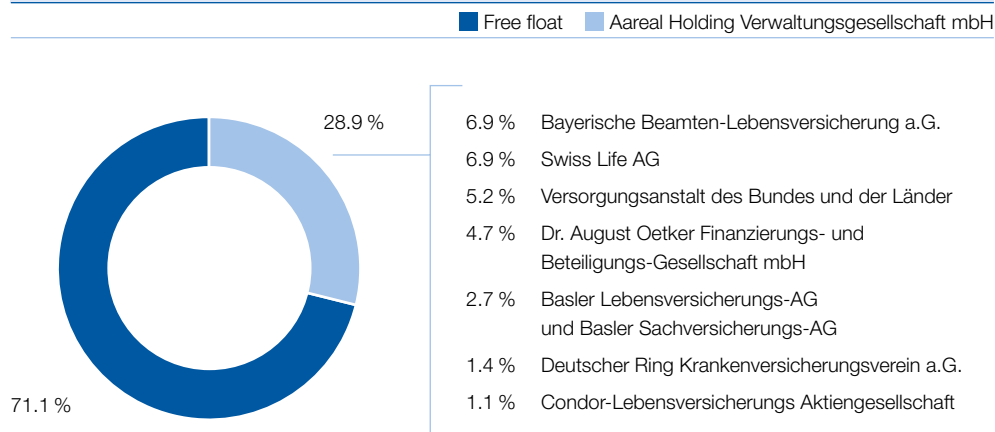 Free float Aareal Holding Verwaltungsgesellschaft mbH
28.9 %
6.9 % Bayerische Beamten-Lebensversicherung a.G.
6.9 % Swiss Life AG
5.2 % Versorgungsanstalt des Bundes und der Länder
4.7 % Dr. August Oetker Finanzierungs- und
Beteiligungs-Gesellschaft mbH
2.7 % Basler Lebensversicherungs-AG
und Basler Sachversicherungs-AG
1.4 % Deutscher Ring Krankenversicherungsverein a.G.
1.1 % Condor-Lebensversicherungs Aktiengesellschaft
71.1 %